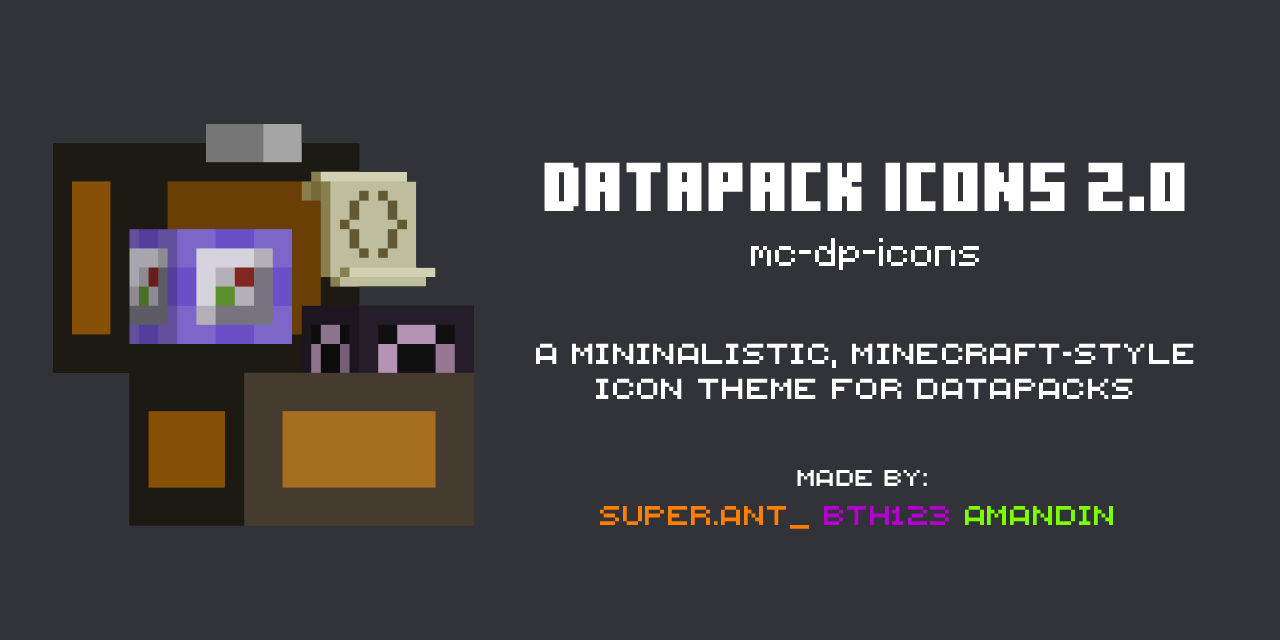 DATAPACK ICONS 2.0
mc-dp-icons
A MININALISTIC, MINECRAFT-STYLE
ICON THEME FOR DATAPACKS
MADE BY:
SUPER.ANT_ BTH123 AMANDIN